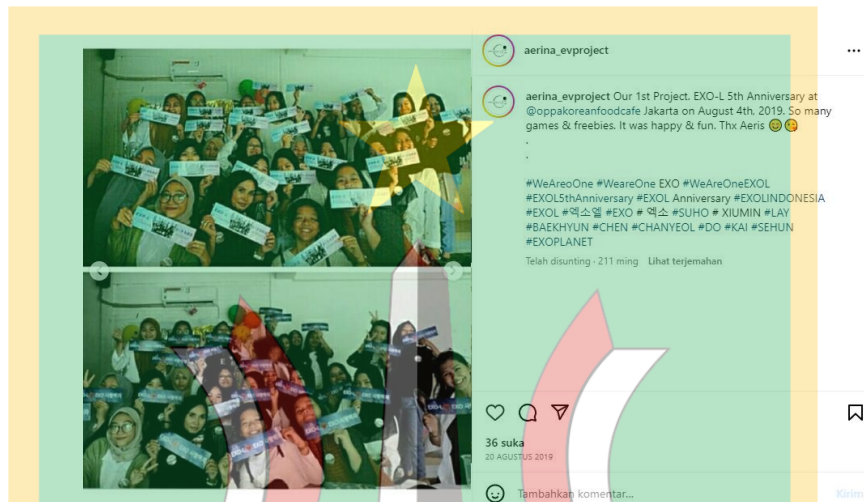 aerina_evproject
aerina_evproject Our 1st Project. EXO-L 5th Anniversary at
@oppakoreanfoodcafe Jakarta on August 4th, 2019. So many
games & freebies. It was happy & fun. Thx Aeris 😊😘
.
.
#WeAreoOne #WeareOne EXO #WeAreOneEXOL
#EXOL5thAnniversary #EXOL Anniversary #EXOLINDONESIA
#EXOL #엑소엘 #EXO # 엑소 #SUHO # XIUMIN #LAY
#BAEKHYUN #CHEN #CHANYEOL #DO #KAI #SEHUN
#EXOPLANET
Telah disunting · 211 ming Lihat terjemahan
36 suka
20 AGUSTUS 2019
Tambahkan komentar...
Kirim